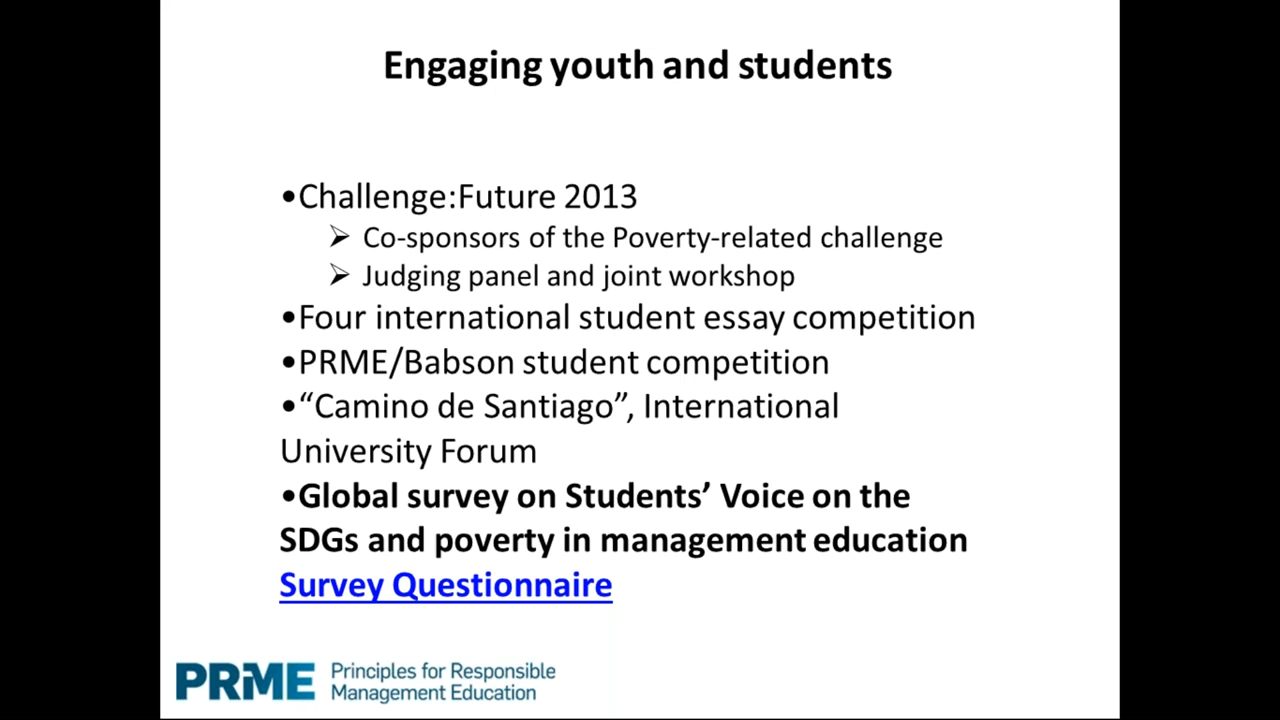 Engaging youth and students
•Challenge:Future 2013
➢ Co-sponsors of the Poverty-related challenge
➢ Judging panel and joint workshop
•Four international student essay competition
•PRME/Babson student competition
•“Camino de Santiago”, International
University Forum
•Global survey on Students’ Voice on the
SDGs and poverty in management education
Survey Questionnaire
PRME Principles for Responsible
Management Education